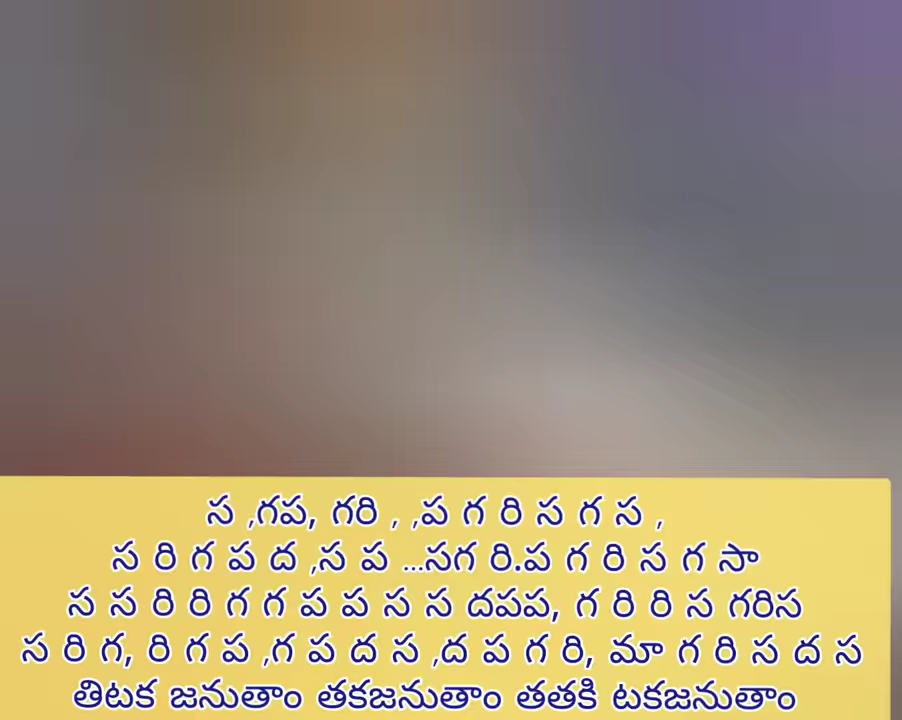 స ,గప, గరి , ,ప గ రి స గ స ,
స రి గ ప ద ,స ప ...సగ రి.ప గ రి స గ సా
స స రి రి గ గ ప ప స స దపప, గ రి రి స గరిస
స రి గ, రి గ ప ,గ ప ద స ,ద ప గ రి, మా గ రి స ద స
తిటక జనుతాం తకజనుతాం తతకి టకజనుతాం